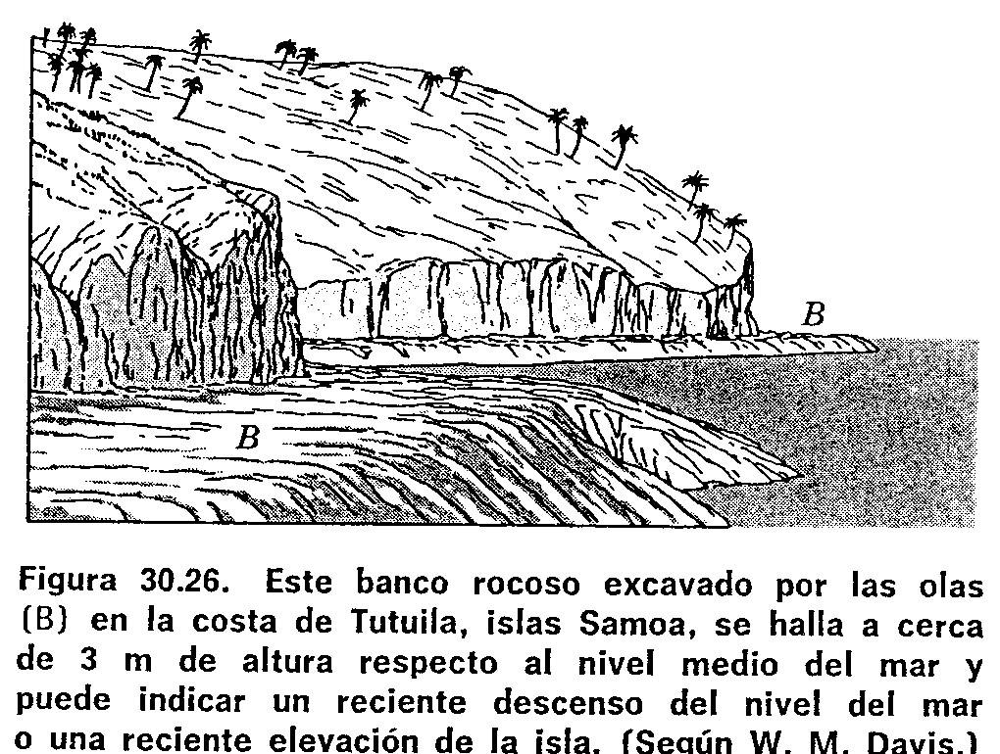 B
B
Figura 30.26. Este banco rocoso excavado por las olas
(B) en la costa de Tutuila, islas Samoa, se halla a cerca
de 3 m de altura respecto al nivel medio del mar y
puede indicar un reciente descenso del nivel del mar
o una reciente elevación de la isla. (Según W. M. Davis.)